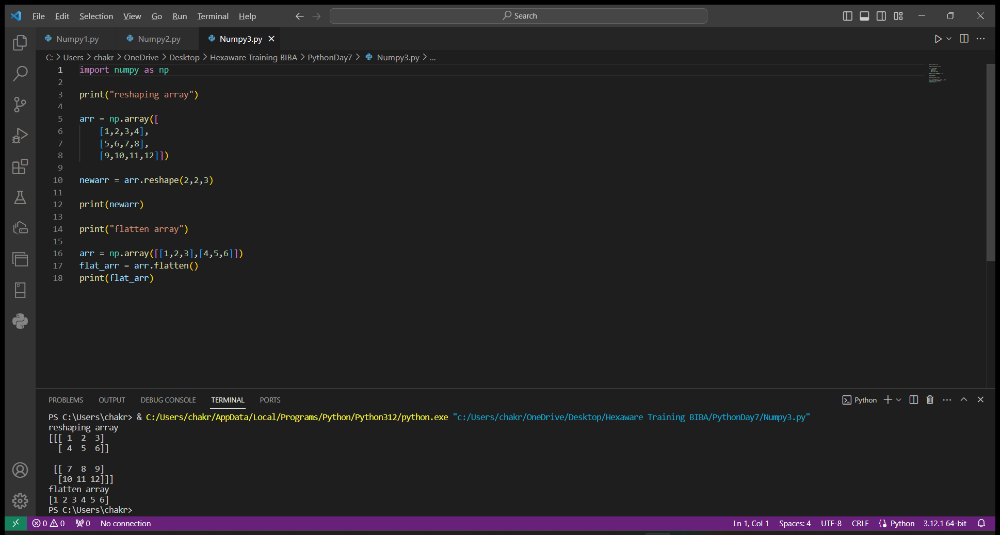 File Edit Selection View Go Run Terminal Help Search
Numpy1.py Numpy2.py Numpy3.py
C: > Users > chakr > OneDrive > Desktop > Hexaware Training BIBA > PythonDay7 > Numpy3.py > ...
1 import numpy as np
2
3 print("reshaping array")
4
5 arr = np.array([
6     [1,2,3,4],
7     [5,6,7,8],
8     [9,10,11,12]])
9
10 newarr = arr.reshape(2,2,3)
11
12 print(newarr)
13
14 print("flatten array")
15
16 arr = np.array([[1,2,3],[4,5,6]])
17 flat_arr = arr.flatten()
18 print(flat_arr)
PROBLEMS OUTPUT DEBUG CONSOLE TERMINAL PORTS Python
PS C:\Users\chakr> & C:/Users/chakr/AppData/Local/Programs/Python/Python312/python.exe "c:/Users/chakr/OneDrive/Desktop/Hexaware Training BIBA/PythonDay7/Numpy3.py"
reshaping array
[[[ 1  2  3]
  [ 4  5  6]]

 [[ 7  8  9]
  [10 11 12]]]
flatten array
[1 2 3 4 5 6]
PS C:\Users\chakr>
0 0 0 No connection Ln 1, Col 1 Spaces: 4 UTF-8 CRLF Python 3.12.1 64-bit